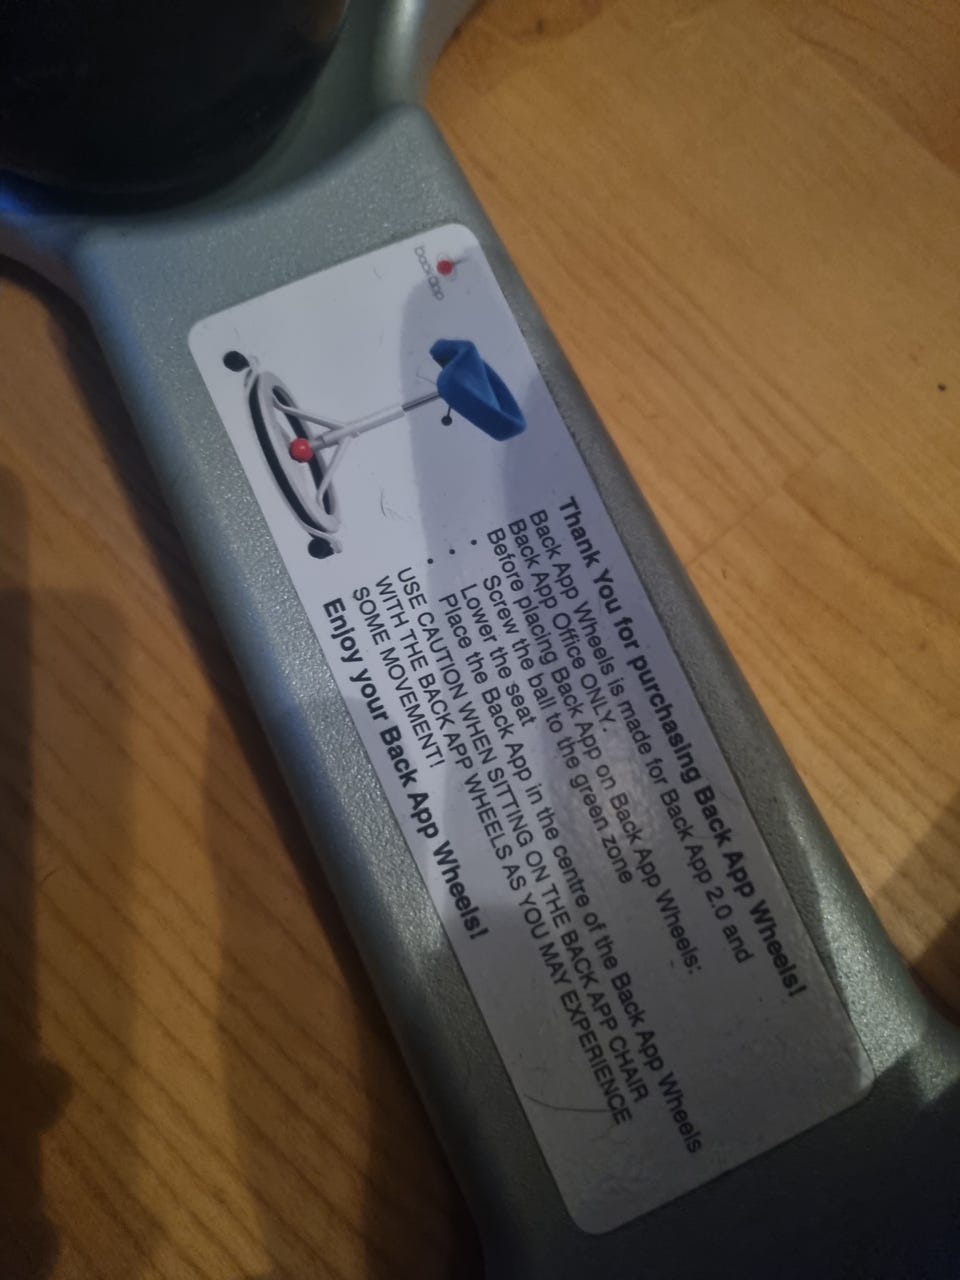 back app
Thank You for purchasing Back App Wheels!
Back App Wheels is made for Back App 2.0 and
Back App Office ONLY.
Before placing Back App on Back App Wheels:
• Screw the ball to the green zone
• Lower the seat
• Place the Back App in the centre of the Back App Wheels
USE CAUTION WHEN SITTING ON THE BACK APP CHAIR
WITH THE BACK APP WHEELS AS YOU MAY EXPERIENCE
SOME MOVEMENT!
Enjoy your Back App Wheels!